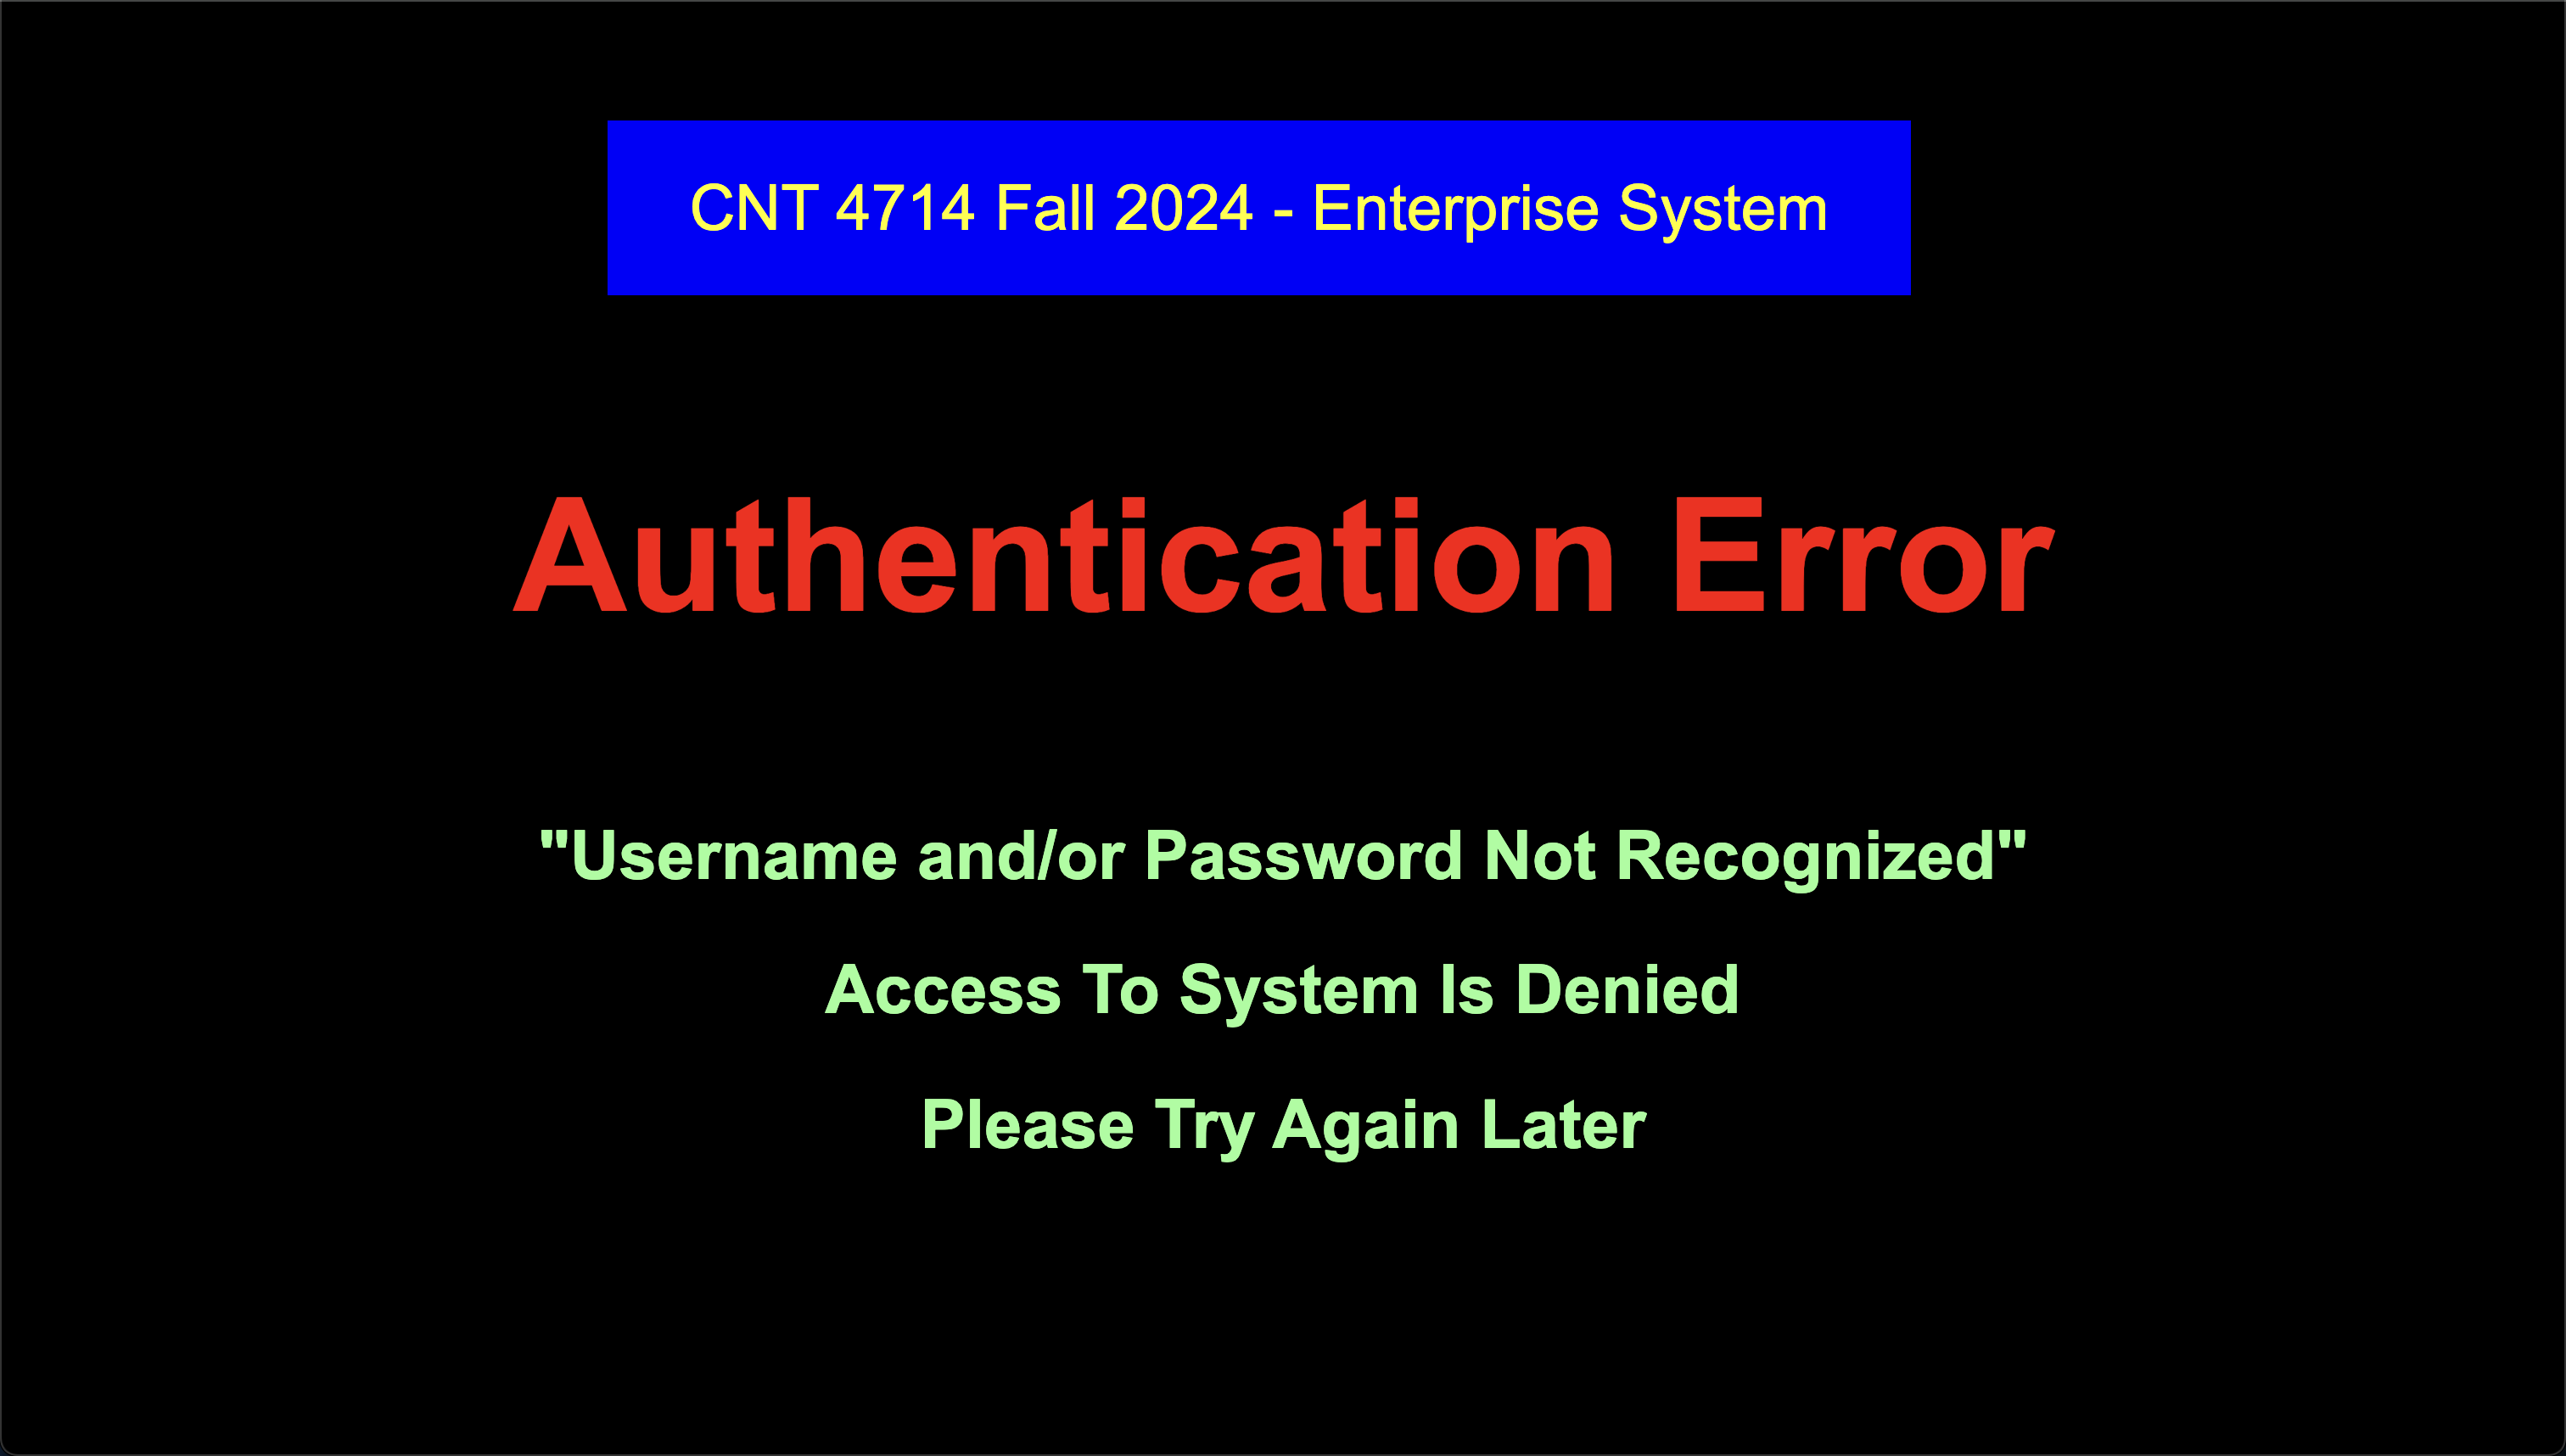 CNT 4714 Fall 2024 - Enterprise System
Authentication Error
"Username and/or Password Not Recognized"
Access To System Is Denied
Please Try Again Later